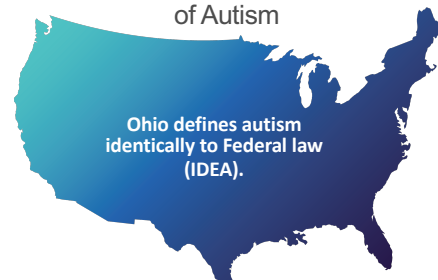 of Autism
Ohio defines autism
identically to Federal law
(IDEA).